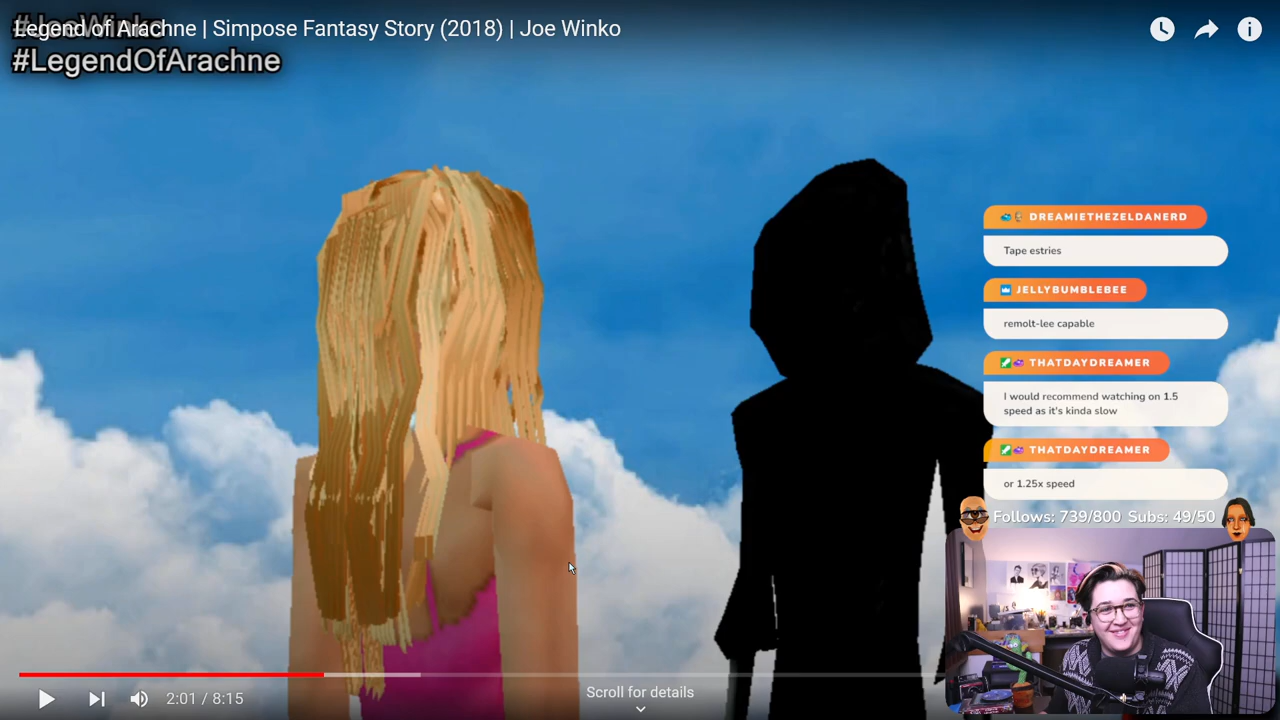 #JoeWinko
Legend of Arachne | Simpose Fantasy Story (2018) | Joe Winko
#LegendOfArachne
DREAMIETHEZELDANERD
Tape estries
JELLYBUMBLEBEE
remolt-lee capable
THATDAYDREAMER
I would recommend watching on 1.5
speed as it's kinda slow
THATDAYDREAMER
or 1.25x speed
Follows: 739/800 Subs: 49/50
2:01 / 8:15
Scroll for details